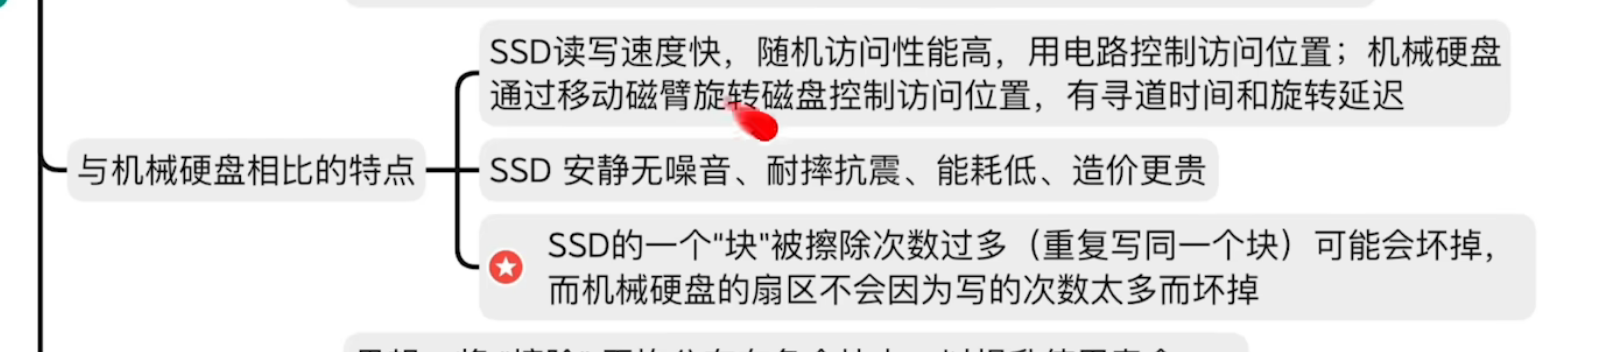 SSD读写速度快，随机访问性能高，用电路控制访问位置；机械硬盘
通过移动磁臂旋转磁盘控制访问位置，有寻道时间和旋转延迟
与机械硬盘相比的特点
SSD 安静无噪音、耐摔抗震、能耗低、造价更贵
SSD的一个"块"被擦除次数过多（重复写同一个块）可能会坏掉，
而机械硬盘的扇区不会因为写的次数太多而坏掉